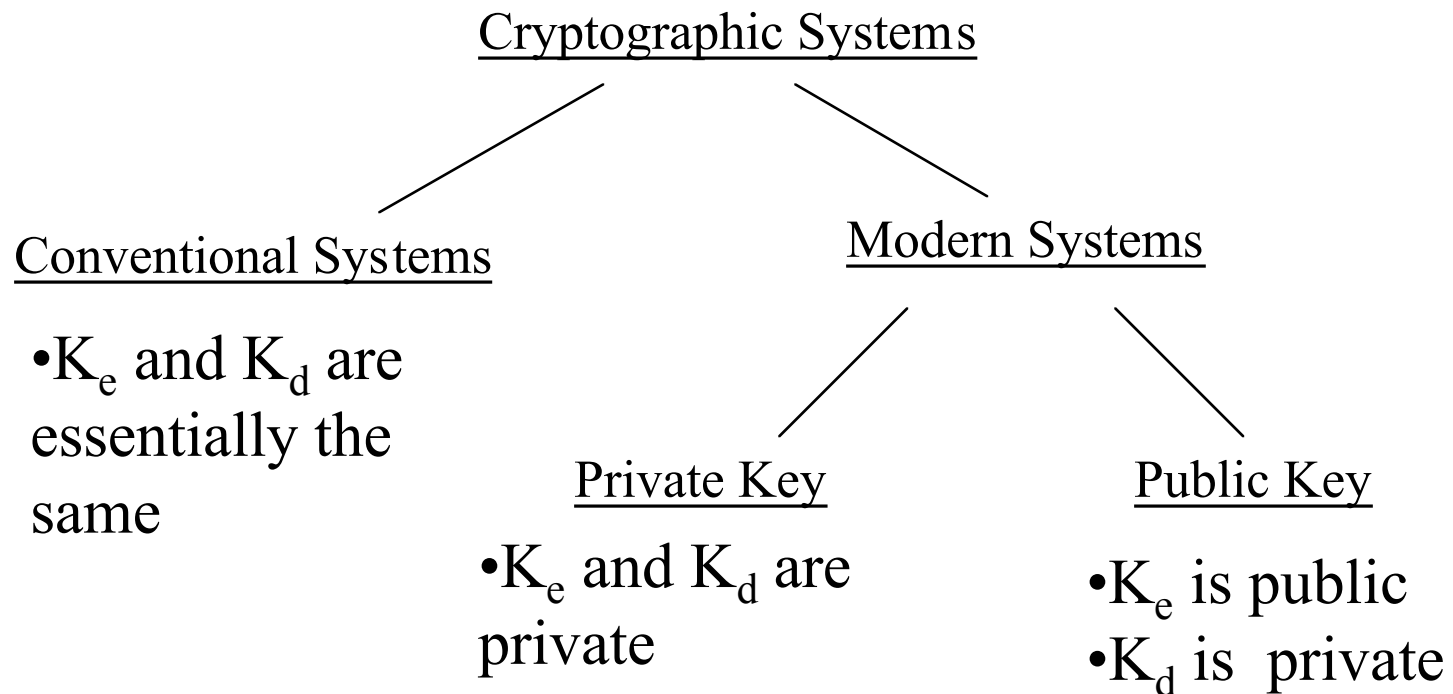 Cryptographic Systems
Conventional Systems
•Ke and Kd are
essentially the
same
Modern Systems
Private Key
•Ke and Kd are
private
Public Key
•Ke is public
•Kd is private